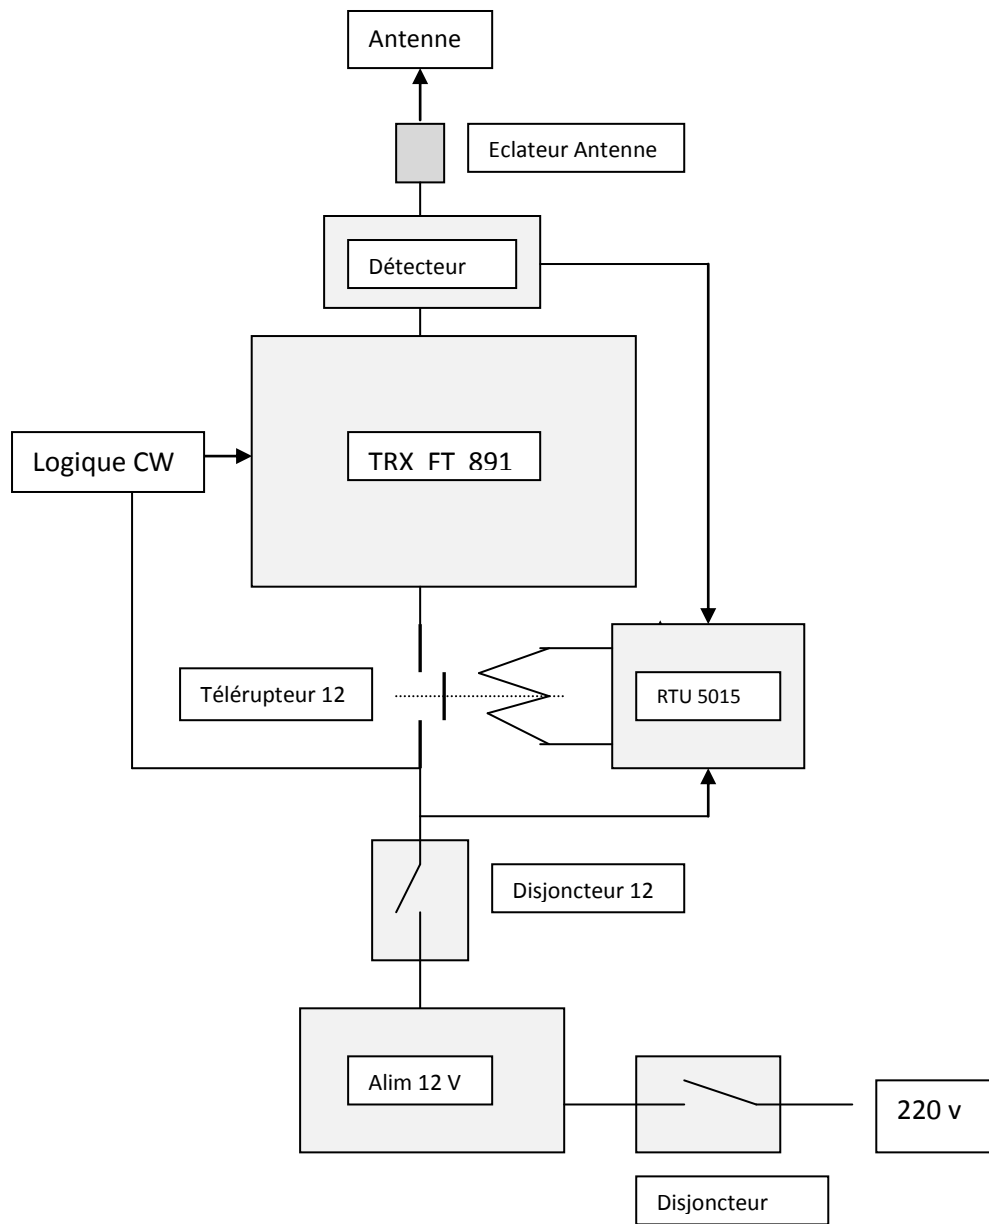 Antenne
Eclateur Antenne
Détecteur
Logique CW
TRX FT 891
Télérupteur 12
RTU 5015
Disjoncteur 12
Alim 12 V
220 v
Disjoncteur